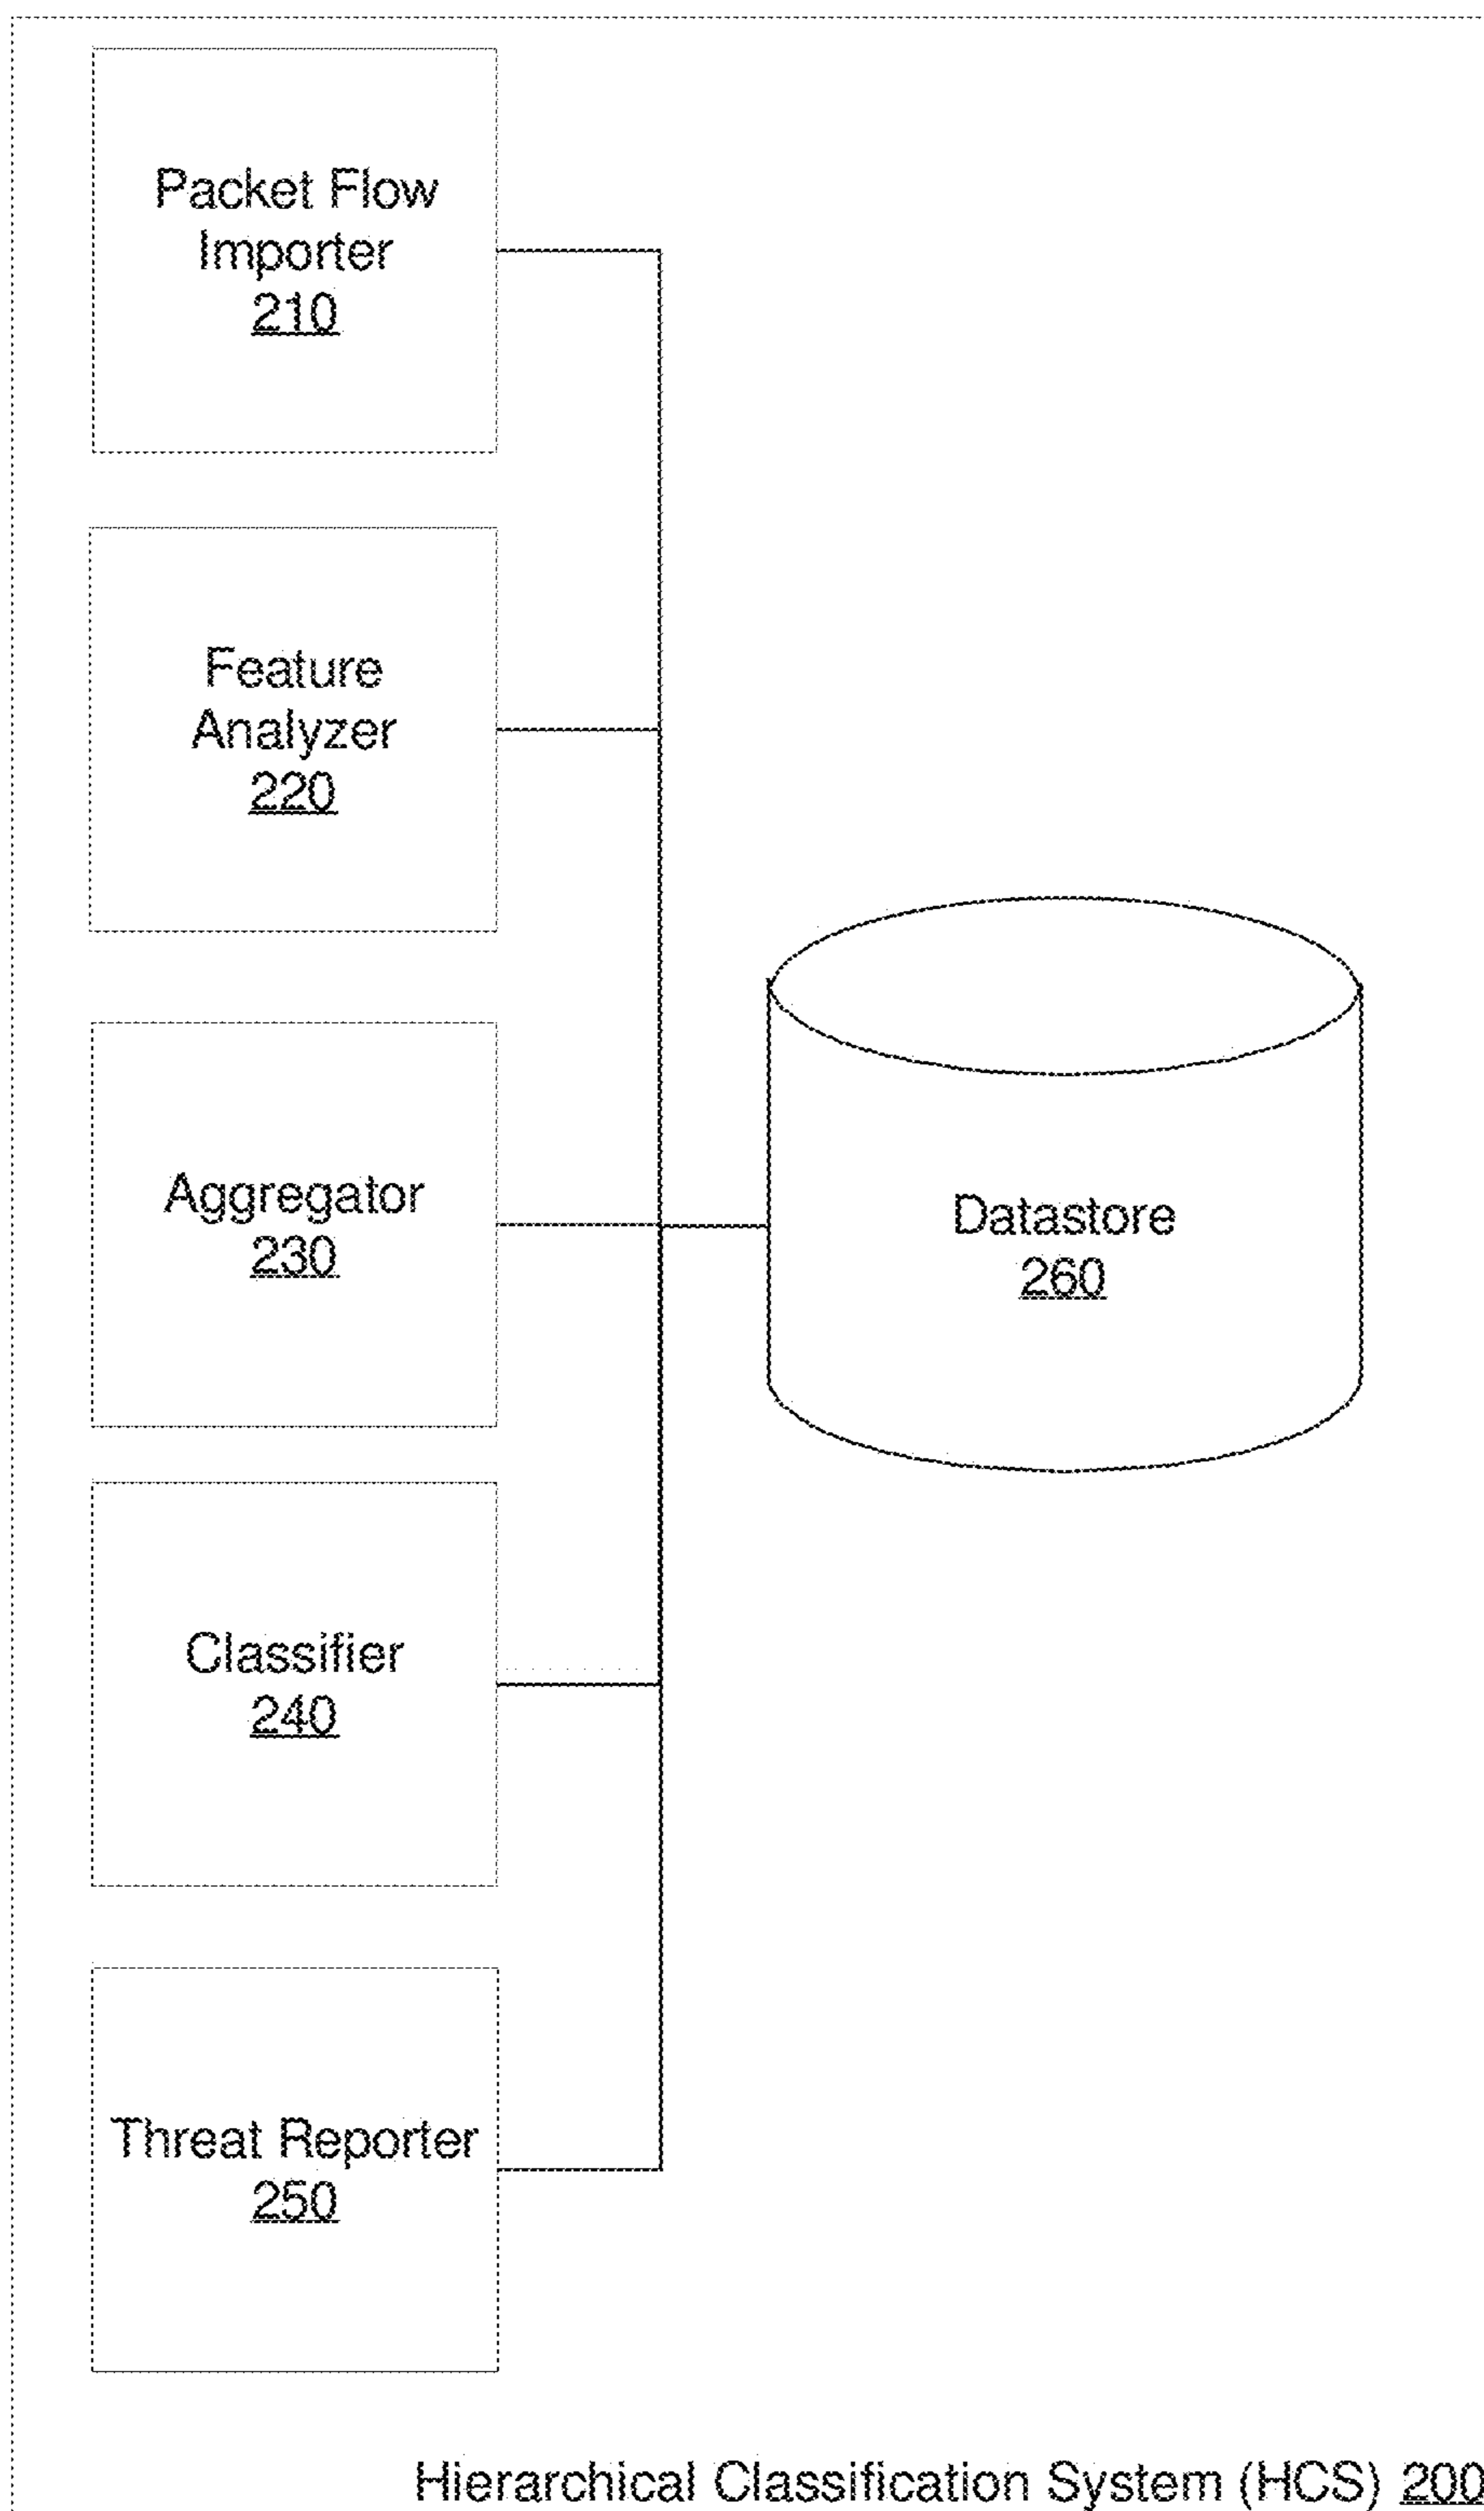 Packet Flow
Importer
210
Feature
Analyzer
220
Aggregator
230
Datastore
260
Classifier
240
Threat Reporter
250
Hierarchical Classification System (HCS) 200